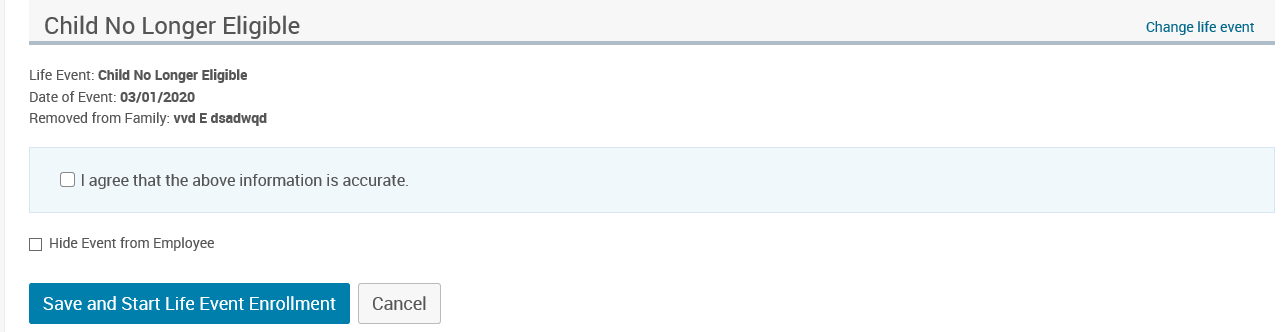 Child No Longer Eligible
Change life event
Life Event: Child No Longer Eligible
Date of Event: 03/01/2020
Removed from Family: vvd E dsadwqd
I agree that the above information is accurate.
Hide Event from Employee
Save and Start Life Event Enrollment
Cancel